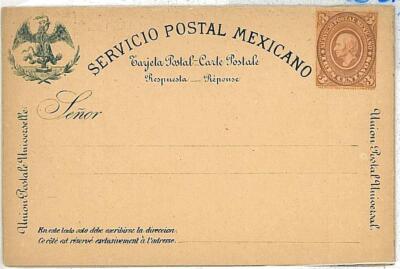 SERVICIO POSTAL MEXICANO
Tarjeta Postal-Carte Postale
Respuesta — Réponse
Señor
Union Postale Universelle.
Union Postal Universal.
En este lado solo debe escribirse la direccion.
Ce côté est réservé exclusivement à l'adresse.